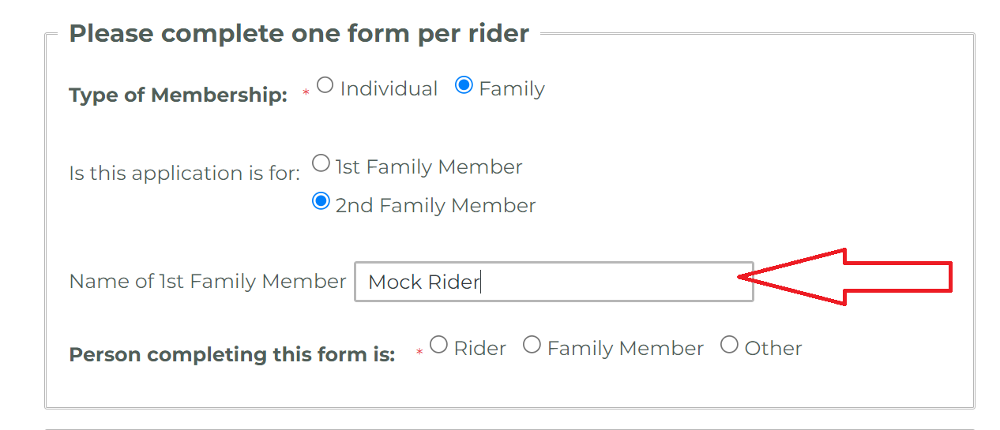 Please complete one form per rider
Type of Membership: * Individual Family
Is this application is for: 1st Family Member
2nd Family Member
Name of 1st Family Member Mock Rider
Person completing this form is: * Rider Family Member Other